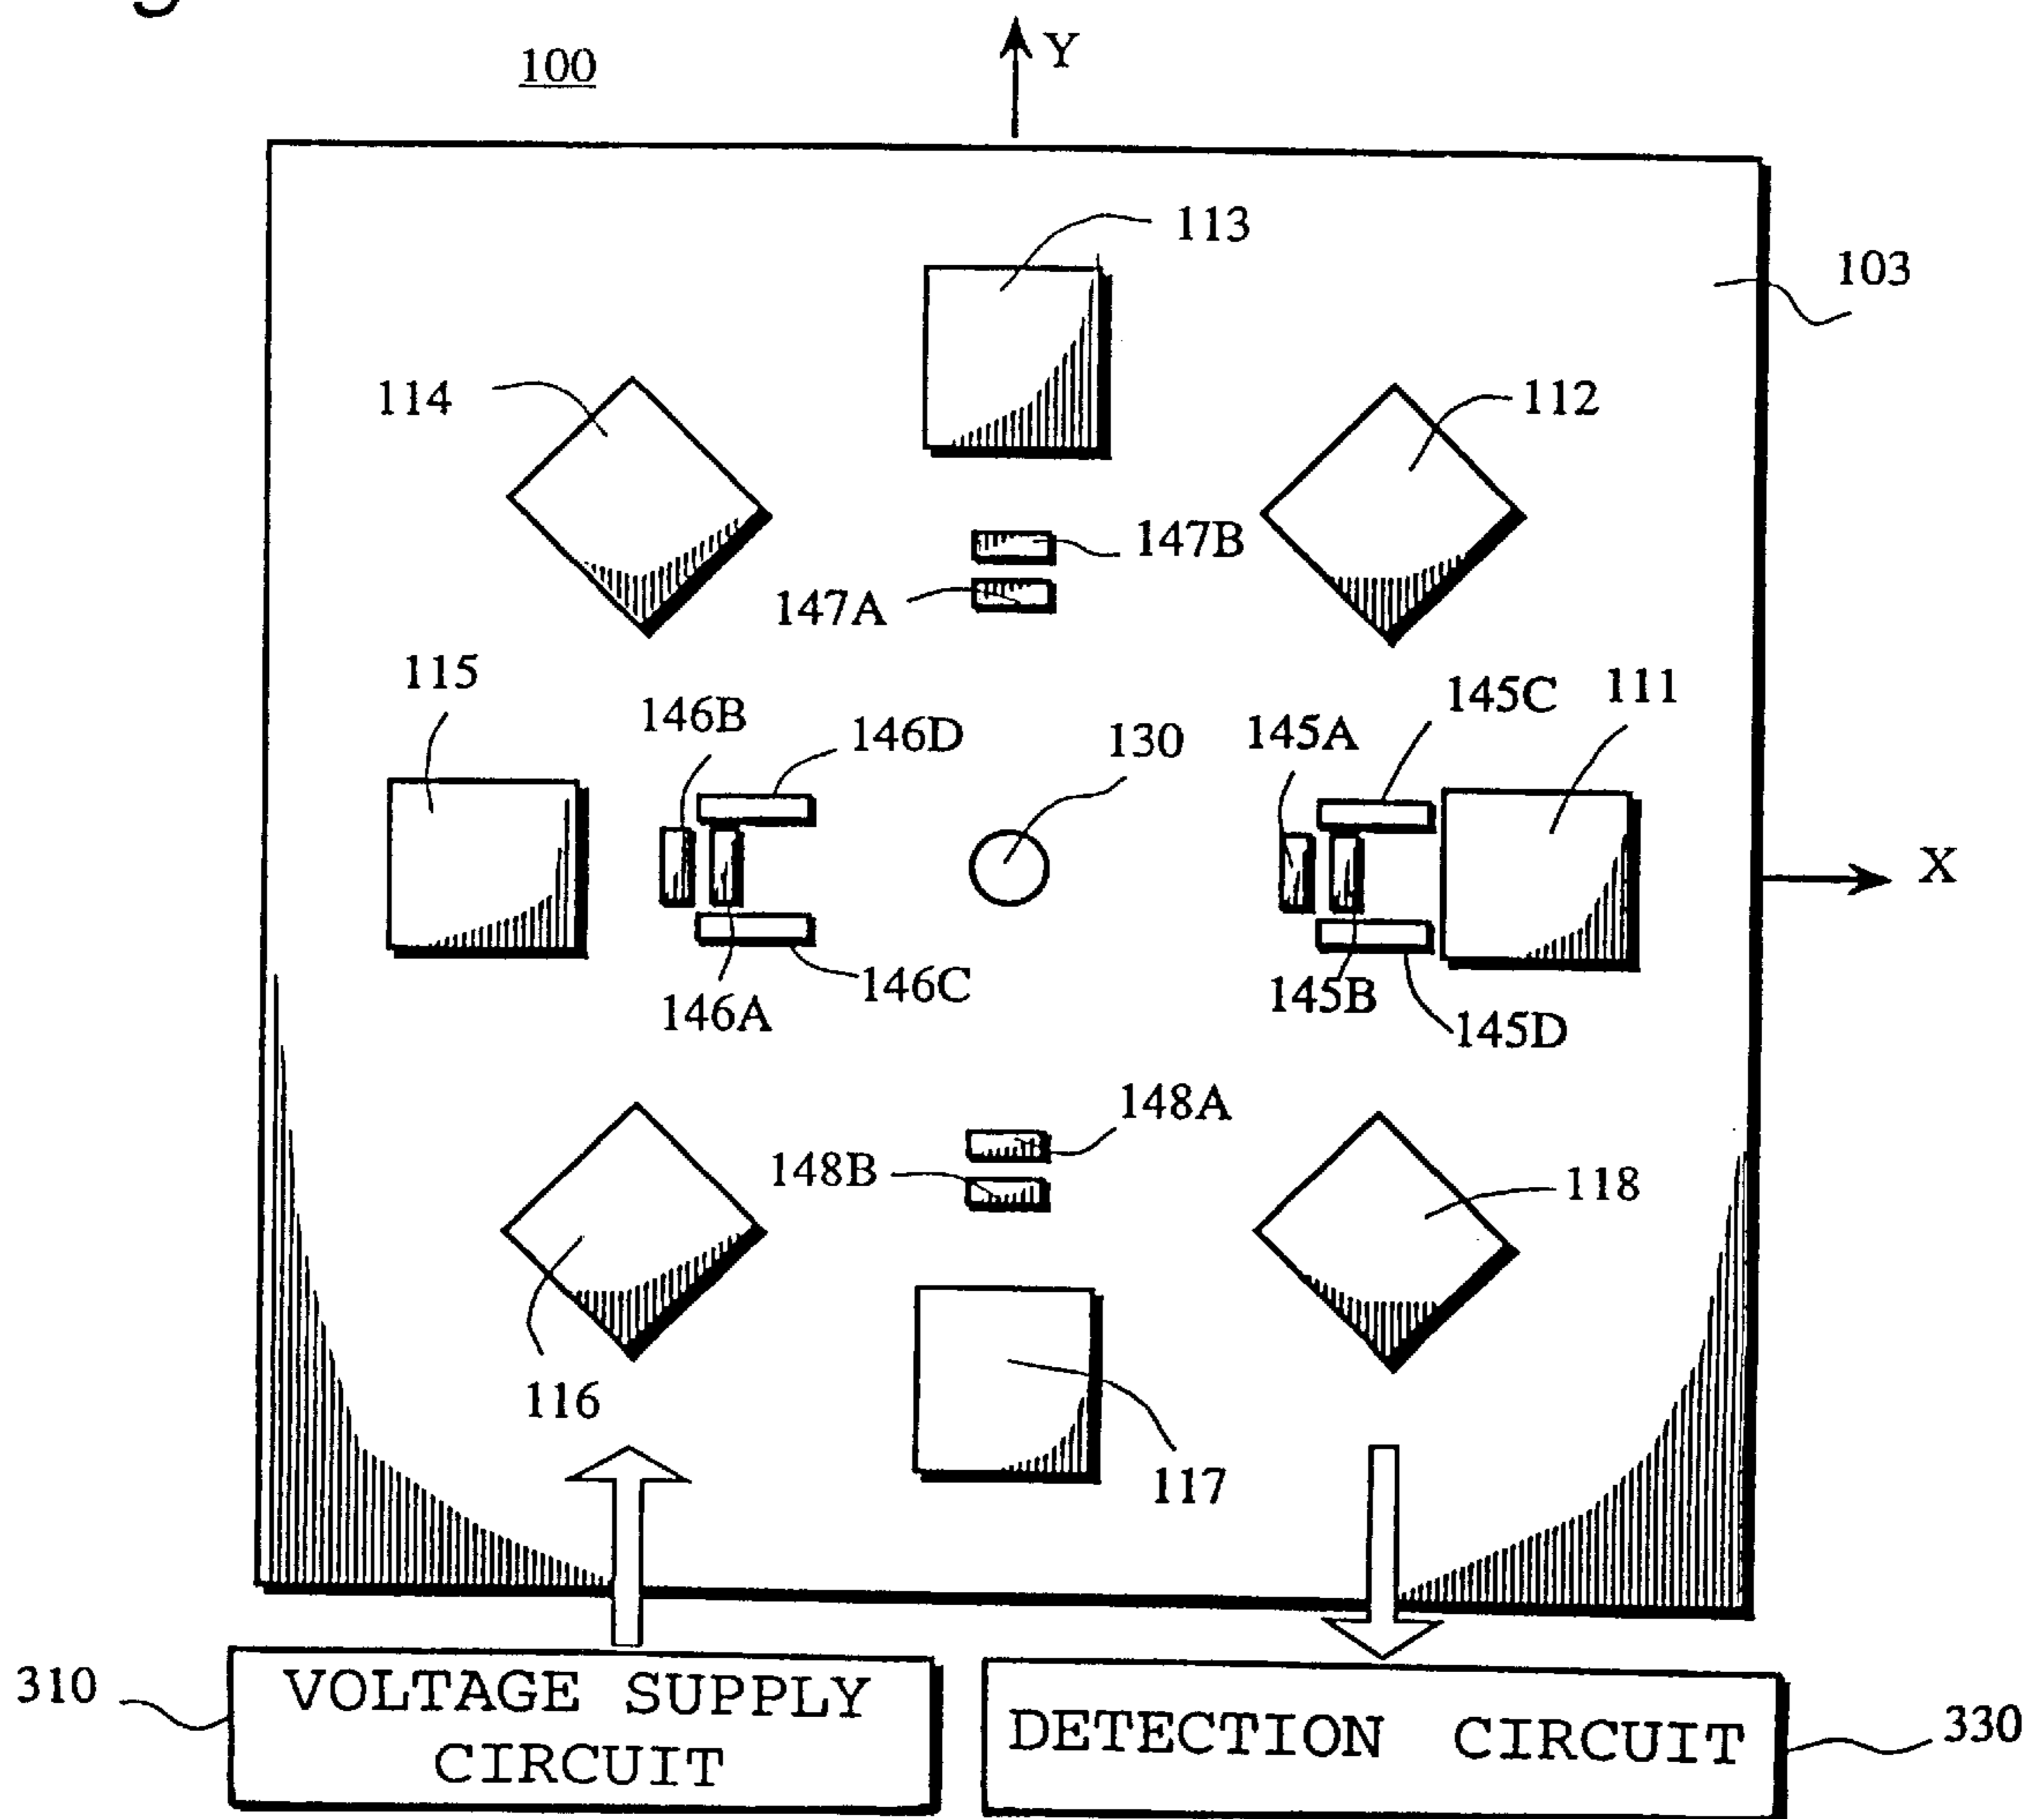 100
Y
113
103
114
112
147B
147A
115
146B
146D
130
145A
145C
111
X
146A
146C
145B
145D
148A
148B
118
116
117
310
VOLTAGE SUPPLY
CIRCUIT
DETECTION CIRCUIT
330